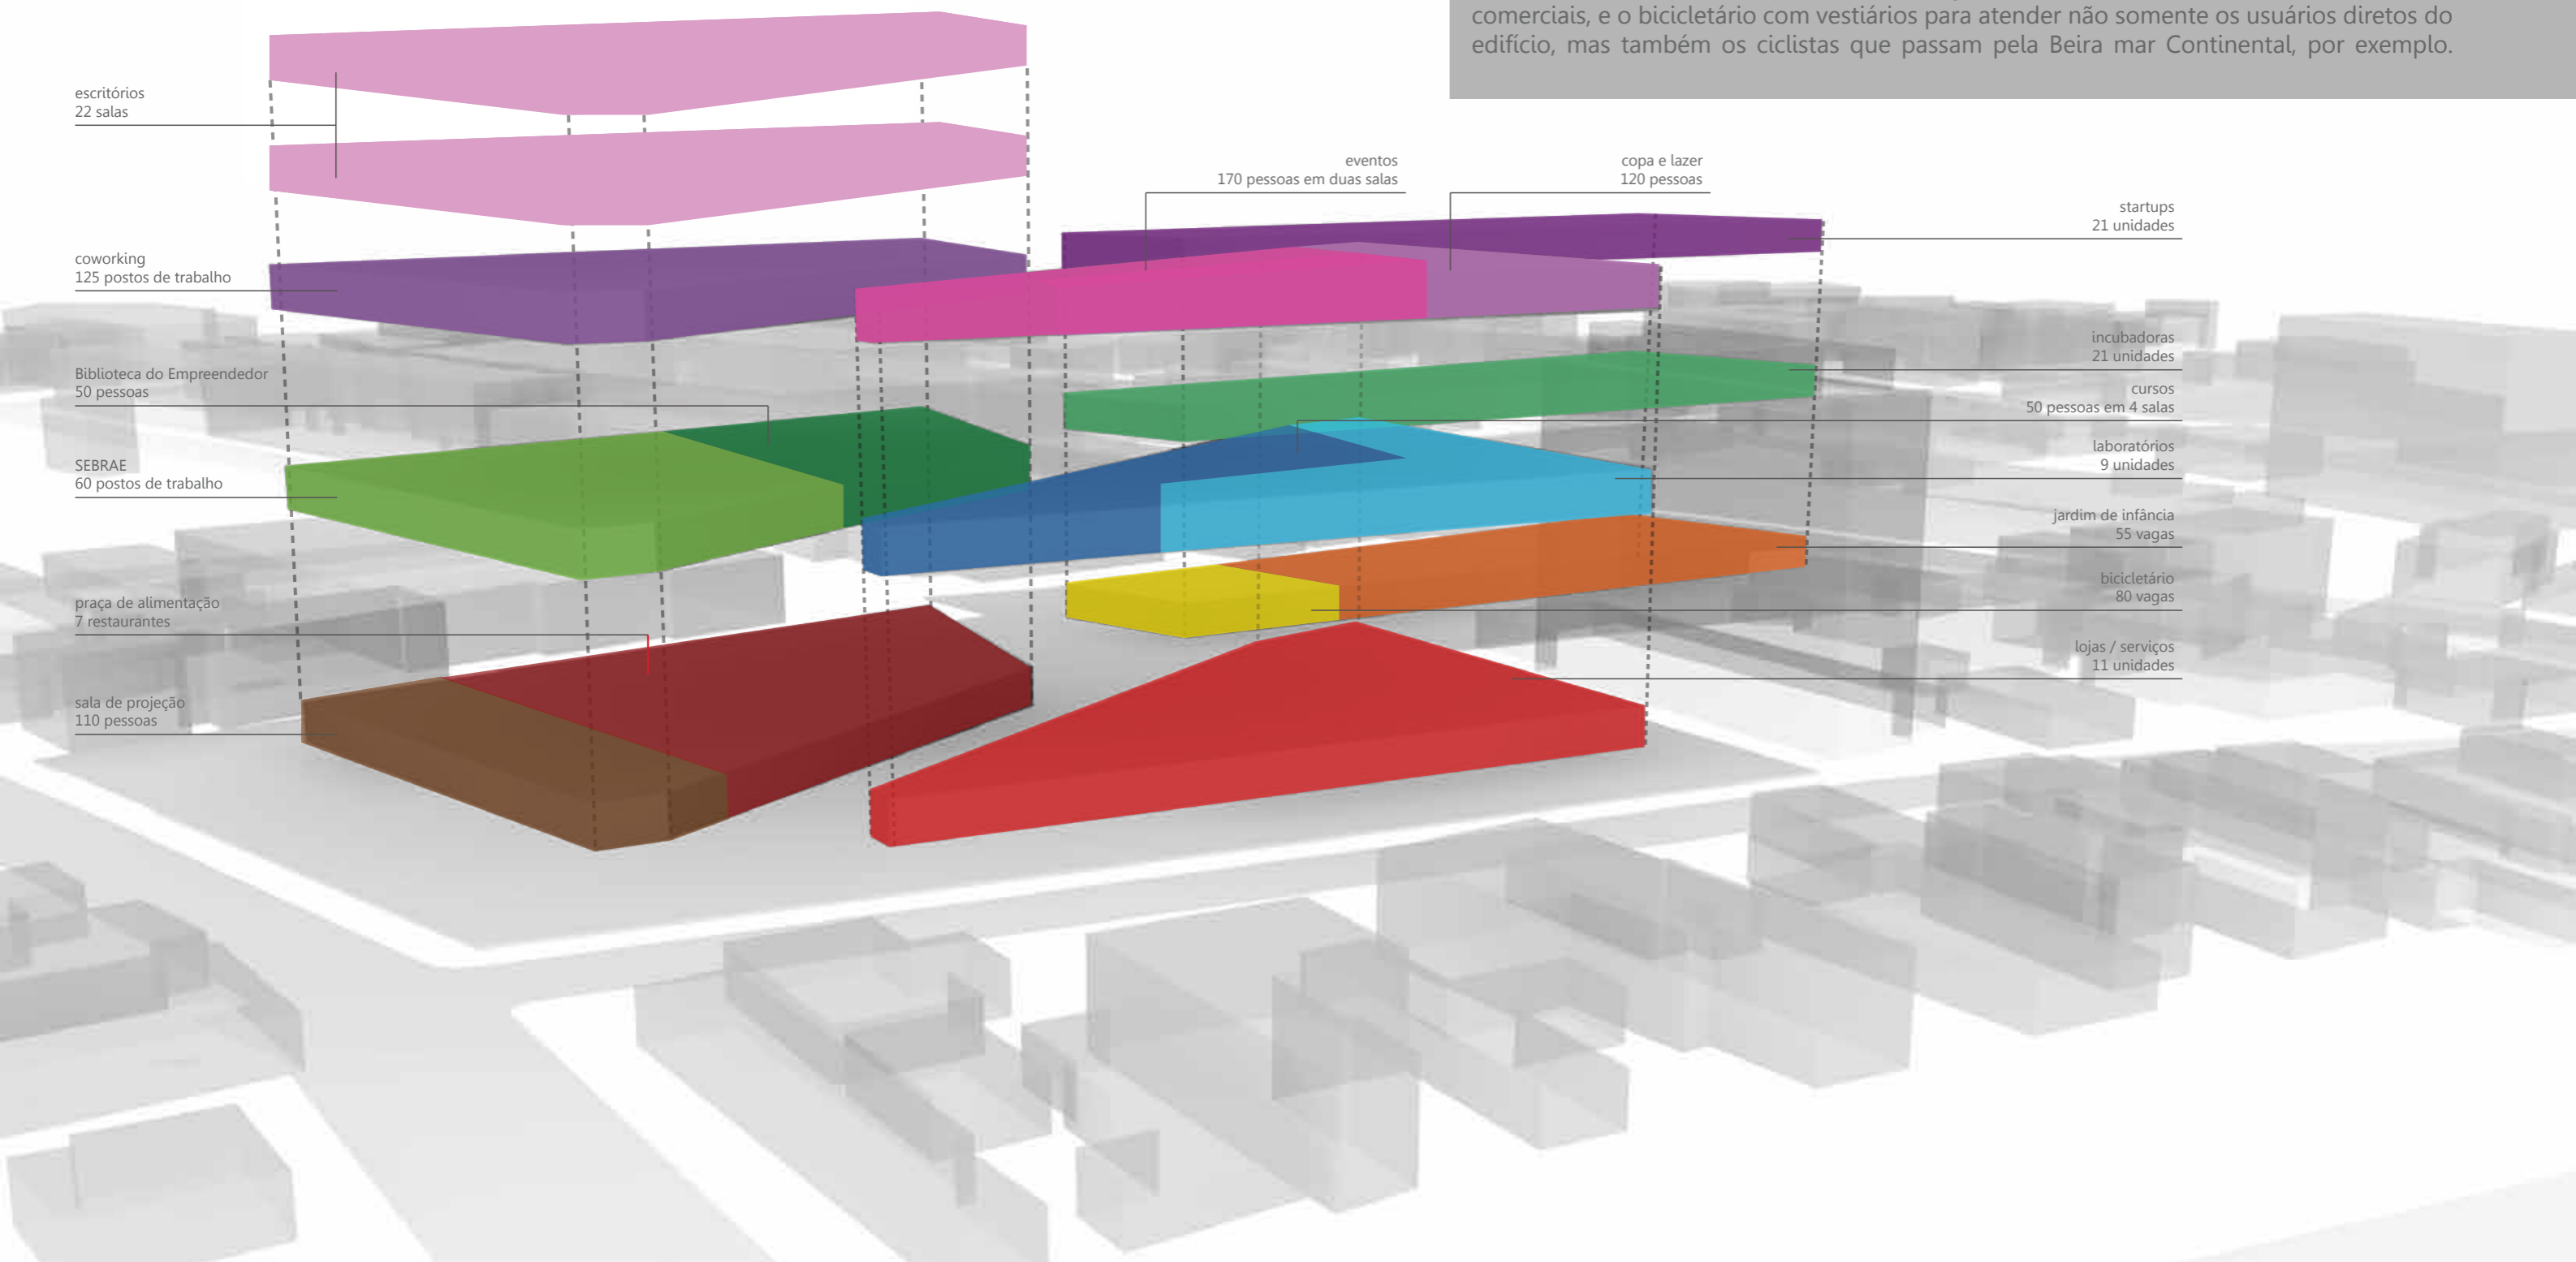 comerciais, e o bicicletário com vestiários para atender não somente os usuários diretos do
edifício, mas também os ciclistas que passam pela Beira mar Continental, por exemplo.
escritórios
22 salas
coworking
125 postos de trabalho
Biblioteca do Empreendedor
50 pessoas
SEBRAE
60 postos de trabalho
praça de alimentação
7 restaurantes
sala de projeção
110 pessoas
eventos
170 pessoas em duas salas
copa e lazer
120 pessoas
startups
21 unidades
incubadoras
21 unidades
cursos
50 pessoas em 4 salas
laboratórios
9 unidades
jardim de infância
55 vagas
bicicletário
80 vagas
lojas / serviços
11 unidades